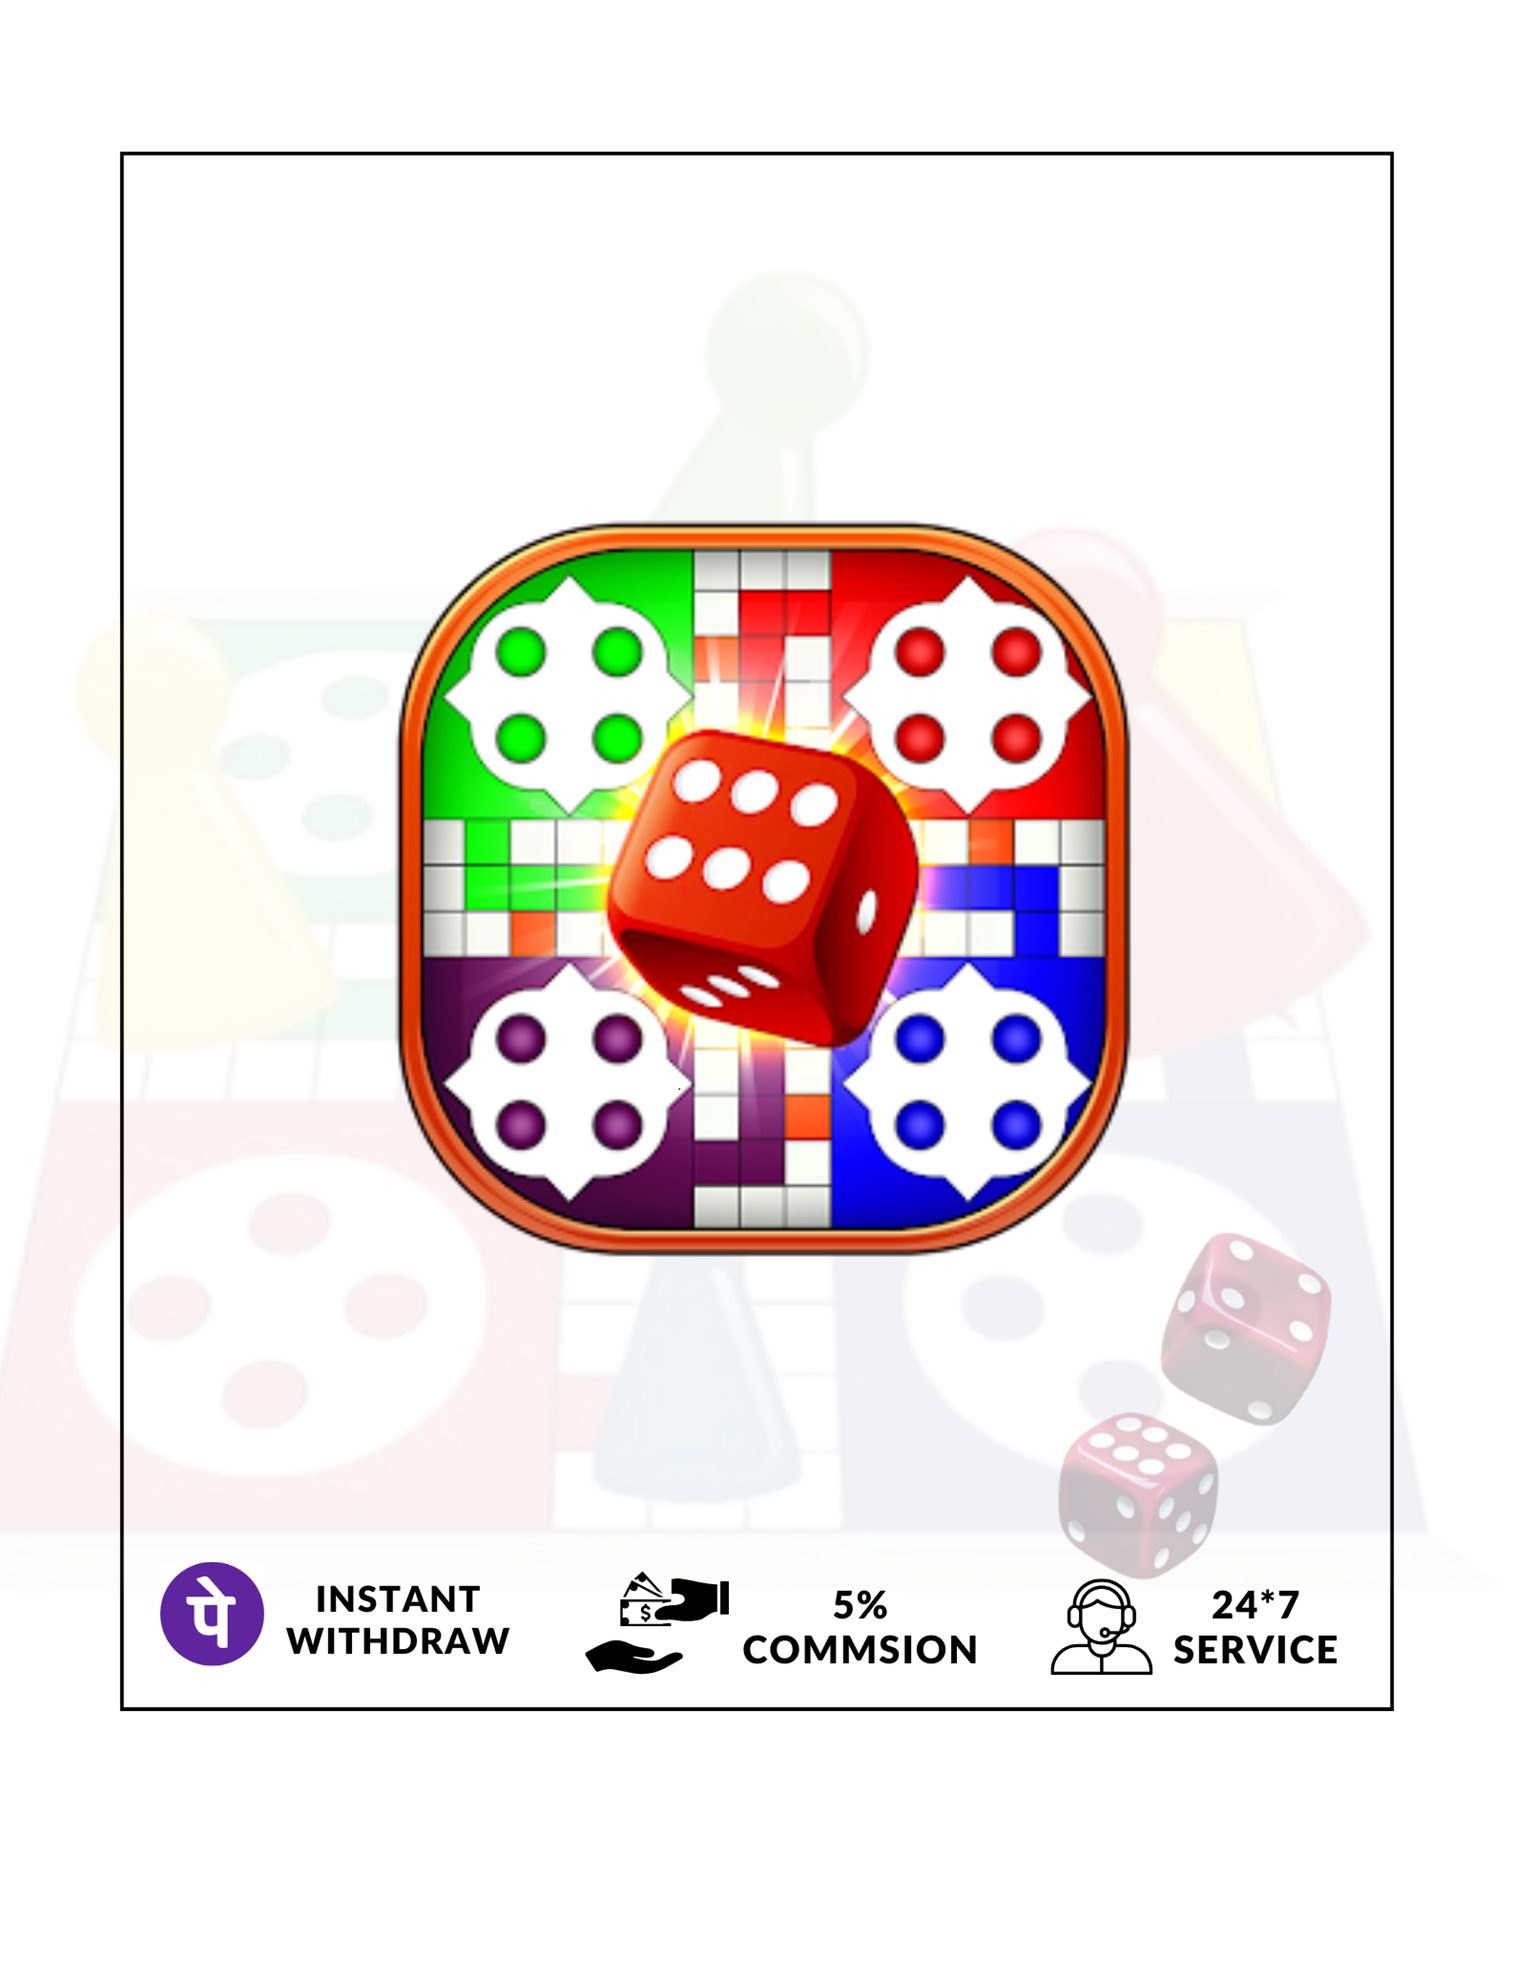 पे
INSTANT
WITHDRAW
$
5%
COMMSION
24*7
SERVICE